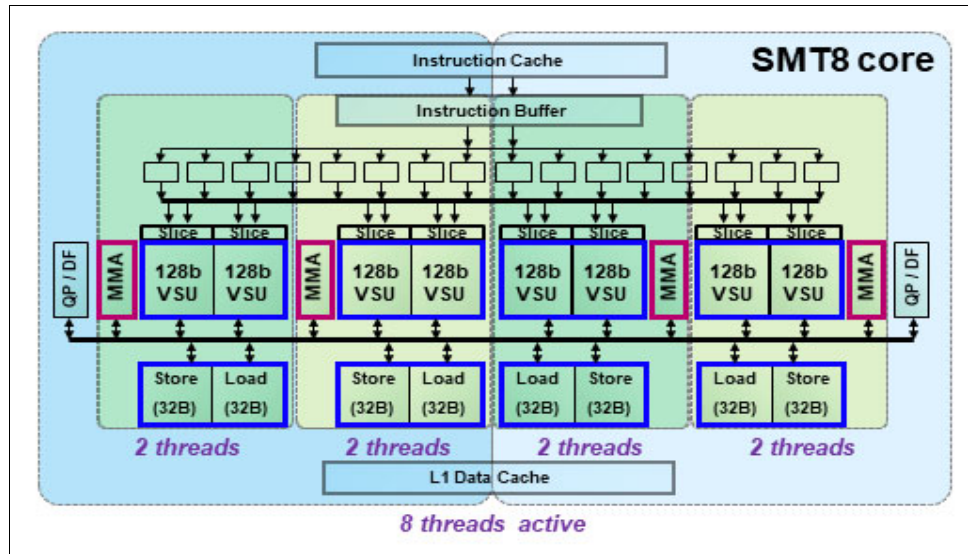 SMT8 core
Instruction Cache
Instruction Buffer
Slice Slice Slice Slice Slice Slice Slice Slice
QP / DF MMA 128b VSU 128b VSU MMA 128b VSU 128b VSU 128b VSU 128b VSU MMA 128b VSU 128b VSU MMA QP / DF
Store Load Store Load Load Store Load Store
(32B) (32B) (32B) (32B) (32B) (32B) (32B) (32B)
2 threads 2 threads 2 threads 2 threads
L1 Data Cache
8 threads active